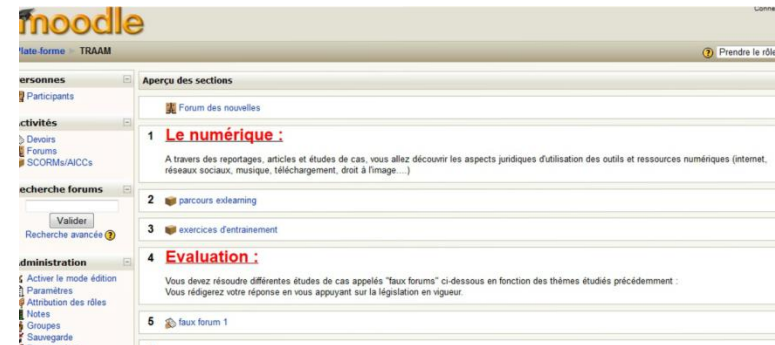 moodle
Conne
Plate-forme ► TRAAM
Prendre le rôle
ersonnes
Participants
ctivités
Devoirs
Forums
SCORMs/AICCs
echerche forums
Valider
Recherche avancée
dministration
Activer le mode édition
Paramètres
Attribution des rôles
Notes
Groupes
Sauvegarde
Aperçu des sections
Forum des nouvelles
1 Le numérique :
A travers des reportages, articles et études de cas, vous allez découvrir les aspects juridiques d'utilisation des outils et ressources numériques (internet,
réseaux sociaux, musique, téléchargement, droit à l'image....)
2 parcours exlearning
3 exercices d'entrainement
4 Evaluation :
Vous devez résoudre différentes études de cas appelés "faux forums" ci-dessous en fonction des thèmes étudiés précédemment :
Vous rédigerez votre réponse en vous appuyant sur la législation en vigueur.
5 faux forum 1